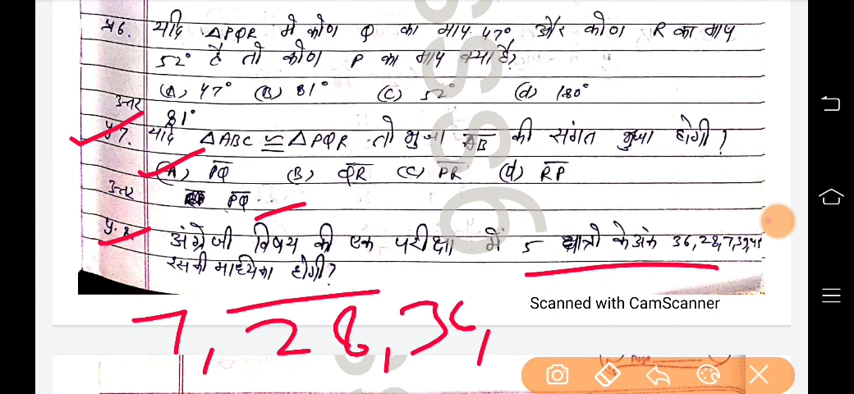 प्र6. यदि △PQR में कोण Q का माप 47° और कोण R का माप
52° है तो कोण P का माप क्या है?
(A) 47° (B) 81° (C) 52° (d) 180°
उत्तर 81°
प्र7. यदि △ABC ≅ △PQR तो भुजा AB की संगत भुजा होगी?
(A) PQ (B) QR (C) PR (d) RP
उत्तर PQ
प्र.8. अंग्रेजी विषय की एक परीक्षा में 5 छात्रो के अंक 36, 28, 7,
इसकी माध्यिका होगी?
Scanned with CamScanner
7, 28, 36,
Page